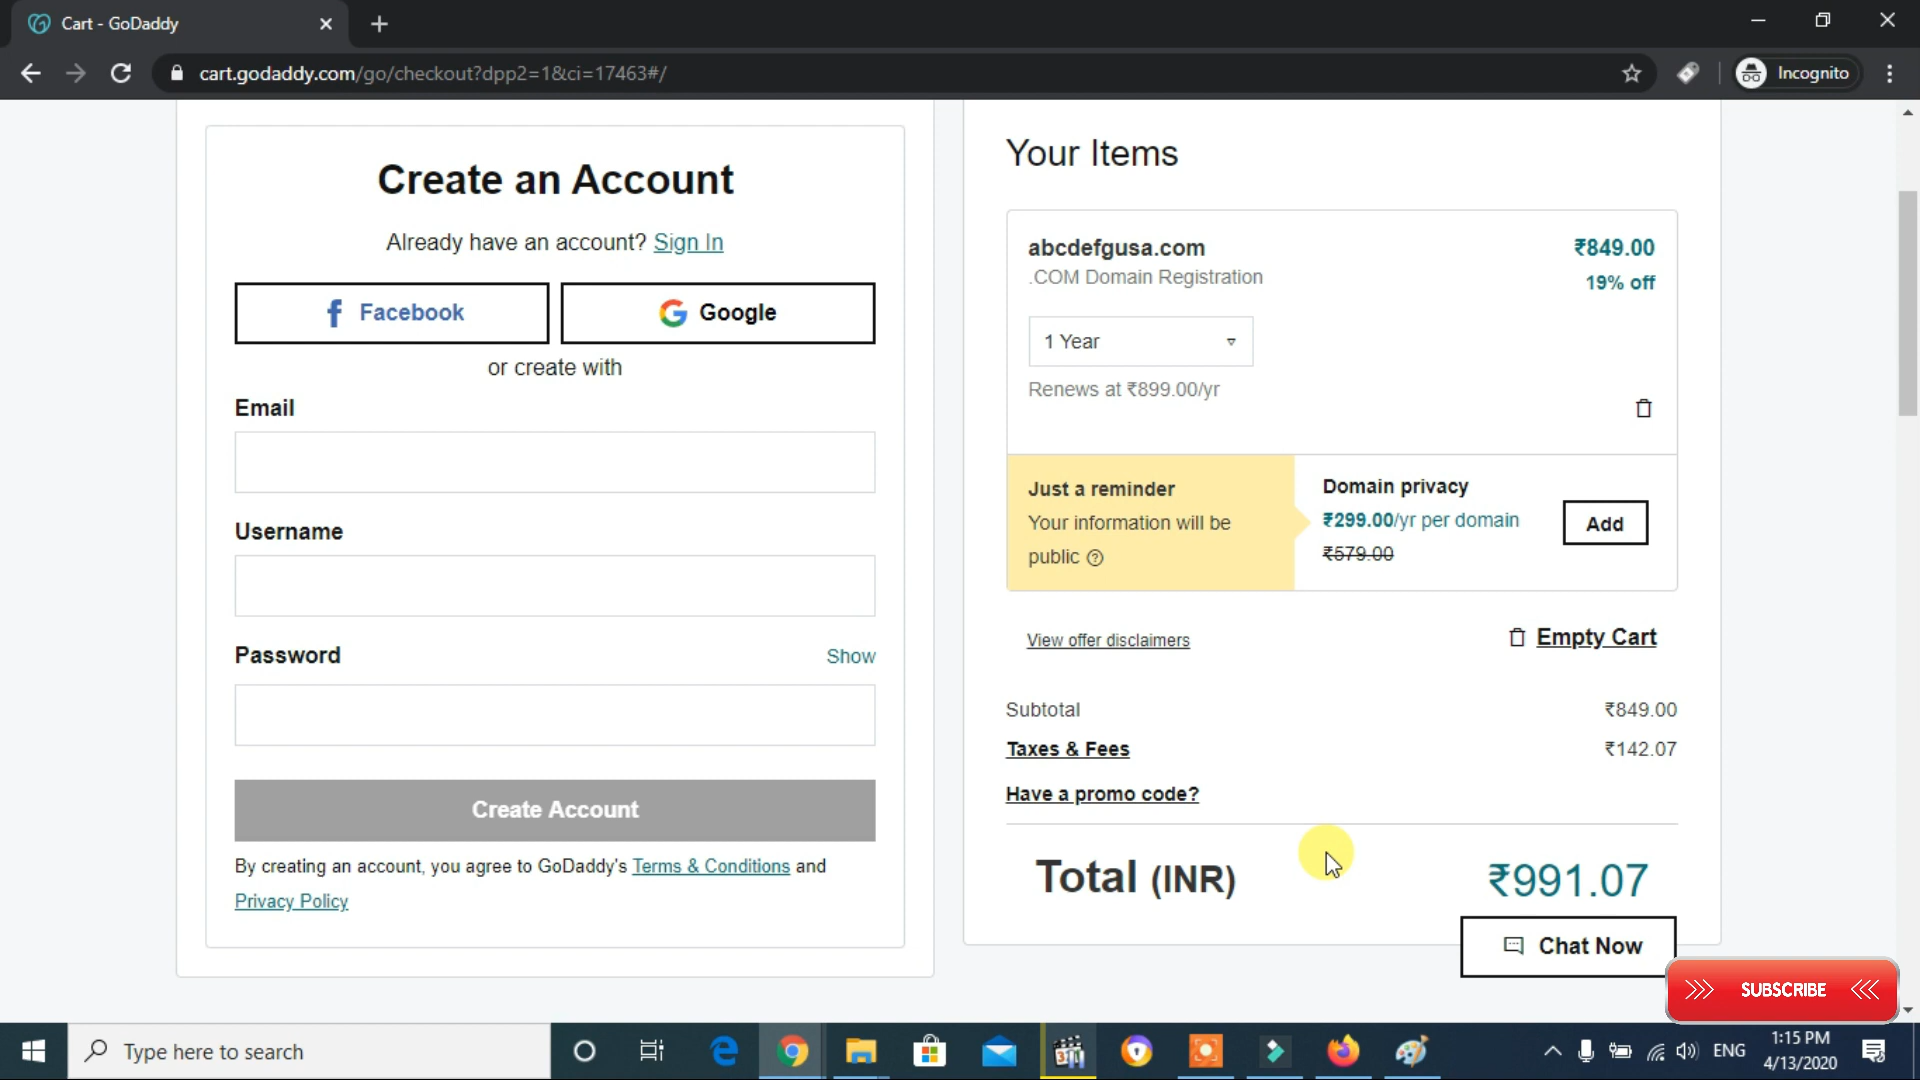 Cart - GoDaddy
cart.godaddy.com/go/checkout?dpp2=1&ci=17463#/
Incognito
Create an Account
Already have an account? Sign In
Facebook
Google
or create with
Email
Username
Password
Show
Create Account
By creating an account, you agree to GoDaddy's Terms & Conditions and
Privacy Policy
Your Items
abcdefgusa.com
₹849.00
.COM Domain Registration
19% off
1 Year
Renews at ₹899.00/yr
Just a reminder
Your information will be
public ?
Domain privacy
₹299.00/yr per domain
₹579.00
Add
View offer disclaimers
Empty Cart
Subtotal
₹849.00
Taxes & Fees
₹142.07
Have a promo code?
Total (INR)
₹991.07
Chat Now
SUBSCRIBE
Type here to search
ENG
1:15 PM
4/13/2020